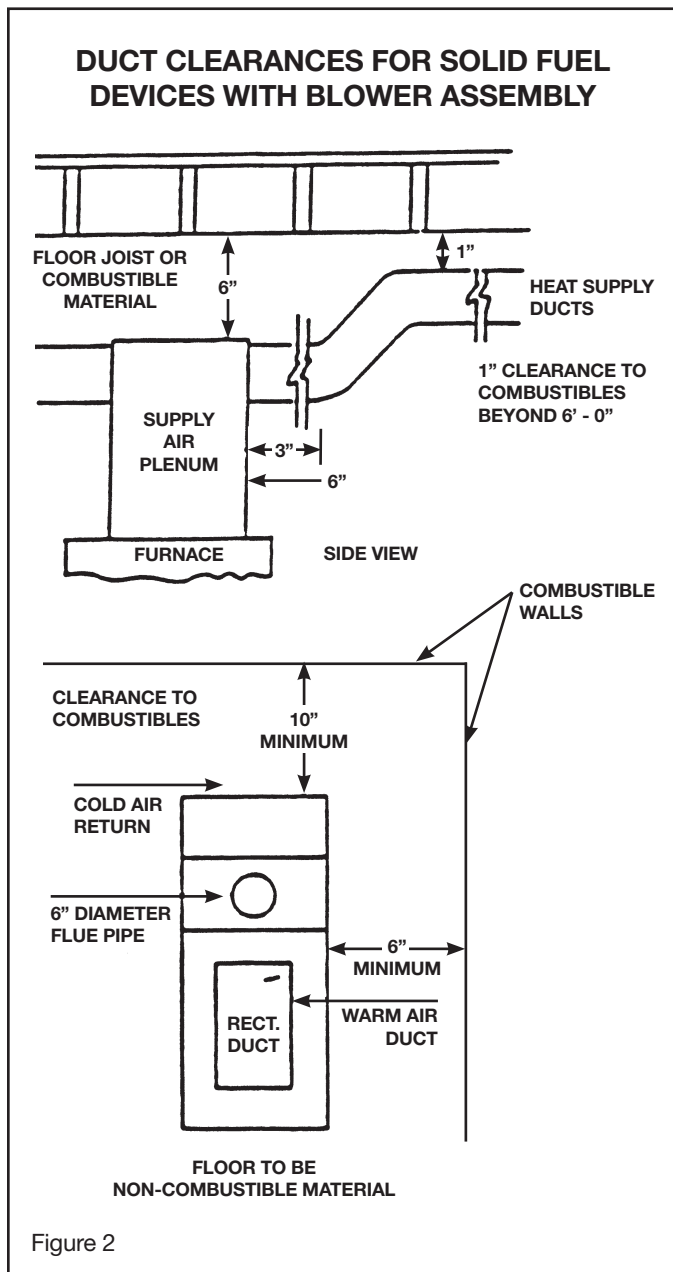 DUCT CLEARANCES FOR SOLID FUEL
DEVICES WITH BLOWER ASSEMBLY
FLOOR JOIST OR
COMBUSTIBLE
MATERIAL
6”
1”
HEAT SUPPLY
DUCTS
1” CLEARANCE TO
COMBUSTIBLES
BEYOND 6’ - 0”
SUPPLY
AIR
PLENUM
3”
6”
FURNACE
SIDE VIEW
COMBUSTIBLE
WALLS
CLEARANCE TO
COMBUSTIBLES
10”
MINIMUM
COLD AIR
RETURN
6” DIAMETER
FLUE PIPE
6”
MINIMUM
RECT.
DUCT
WARM AIR
DUCT
FLOOR TO BE
NON-COMBUSTIBLE MATERIAL
Figure 2